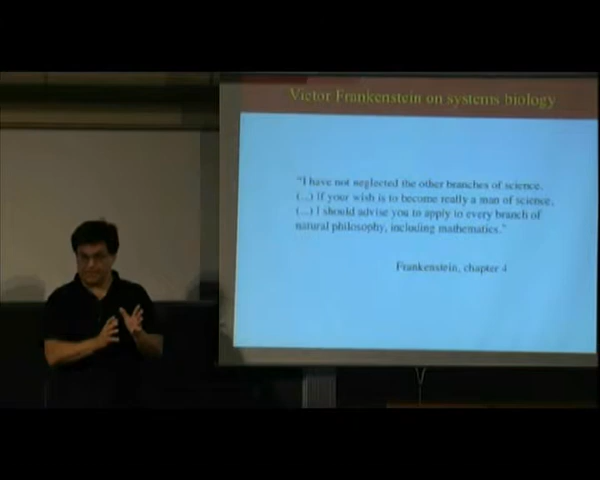 Victor Frankenstein on systems biology
"I have not neglected the other branches of science.
(...) If your wish is to become really a man of science,
(...) I should advise you to apply to every branch of
natural philosophy, including mathematics."
Frankenstein, chapter 4